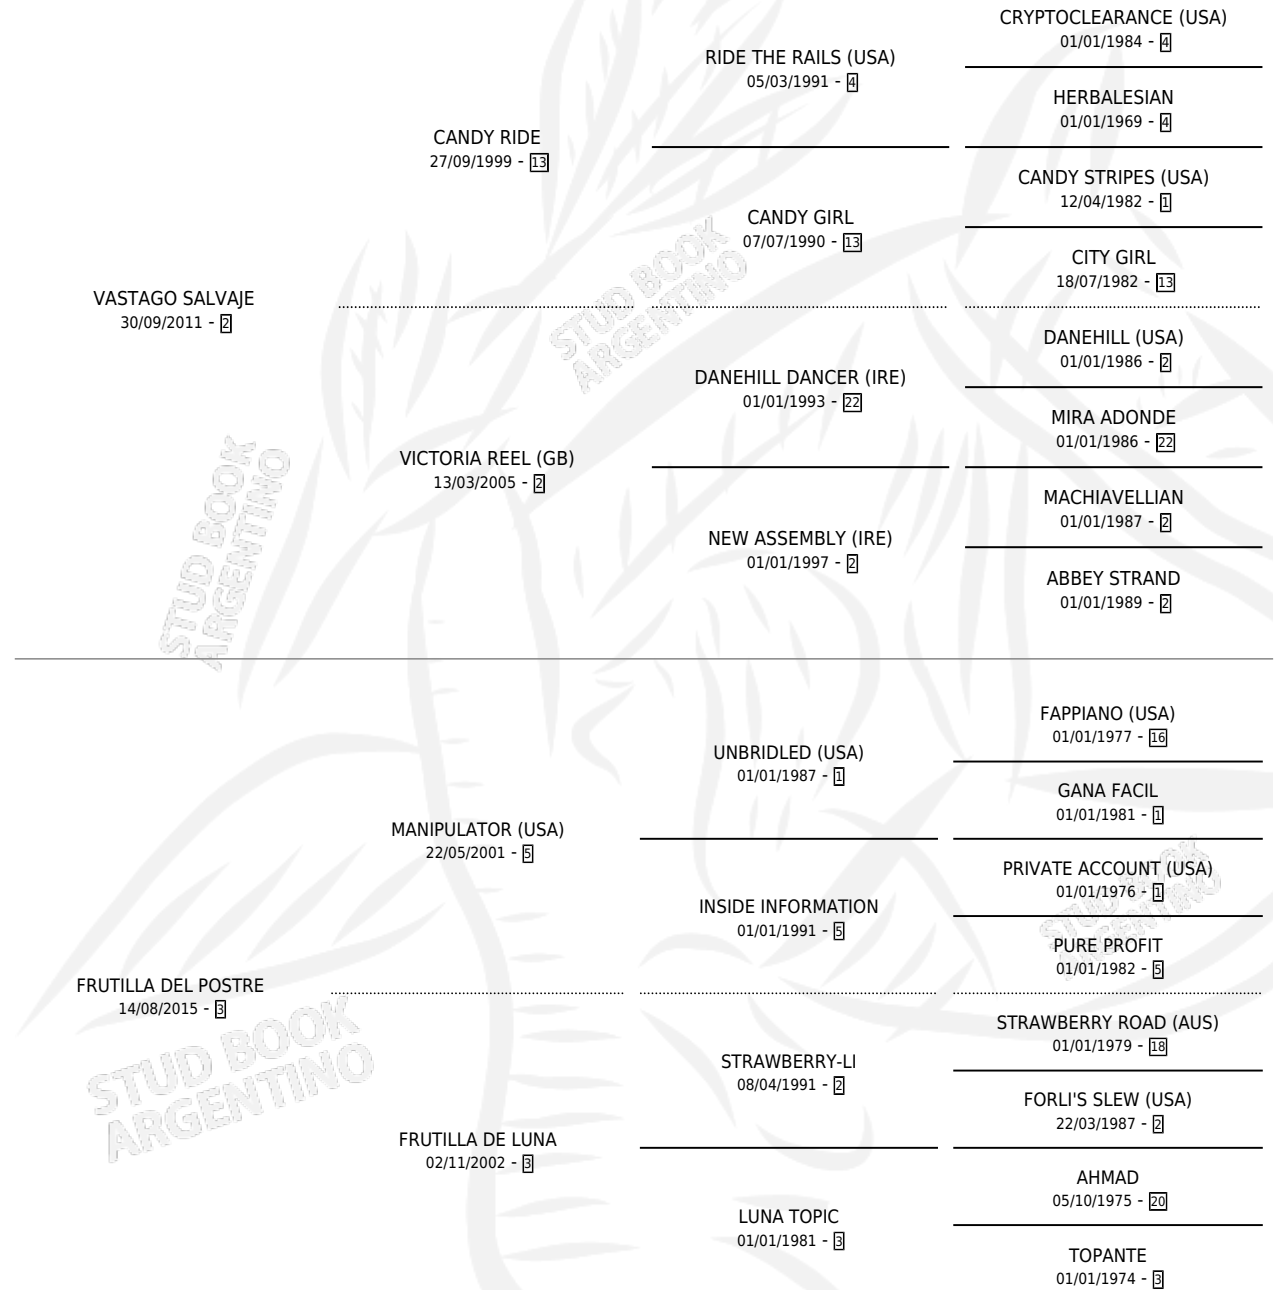 CRYPTOCLEARANCE (USA)
01/01/1984 - 4
RIDE THE RAILS (USA)
05/03/1991 - 4
HERBALESIAN
01/01/1969 - 4
CANDY RIDE
27/09/1999 - 13
CANDY STRIPES (USA)
12/04/1982 - 1
CANDY GIRL
07/07/1990 - 13
CITY GIRL
18/07/1982 - 13
VASTAGO SALVAJE
30/09/2011 - 2
DANEHILL (USA)
01/01/1986 - 2
DANEHILL DANCER (IRE)
01/01/1993 - 22
MIRA ADONDE
01/01/1986 - 22
VICTORIA REEL (GB)
13/03/2005 - 2
MACHIAVELLIAN
01/01/1987 - 2
NEW ASSEMBLY (IRE)
01/01/1997 - 2
ABBEY STRAND
01/01/1989 - 2
STUD BOOK
ARGENTINO
STUD BOOK
ARGENTINO
FAPPIANO (USA)
01/01/1977 - 16
UNBRIDLED (USA)
01/01/1987 - 1
GANA FACIL
01/01/1981 - 1
MANIPULATOR (USA)
22/05/2001 - 5
PRIVATE ACCOUNT (USA)
01/01/1976 - 1
INSIDE INFORMATION
01/01/1991 - 5
PURE PROFIT
01/01/1982 - 5
STUD BOOK
ARGENTINO
FRUTILLA DEL POSTRE
14/08/2015 - 3
STRAWBERRY ROAD (AUS)
01/01/1979 - 18
STRAWBERRY-LI
08/04/1991 - 2
FORLI'S SLEW (USA)
22/03/1987 - 2
STUD BOOK
ARGENTINO
FRUTILLA DE LUNA
02/11/2002 - 3
AHMAD
05/10/1975 - 20
LUNA TOPIC
01/01/1981 - 3
TOPANTE
01/01/1974 - 3